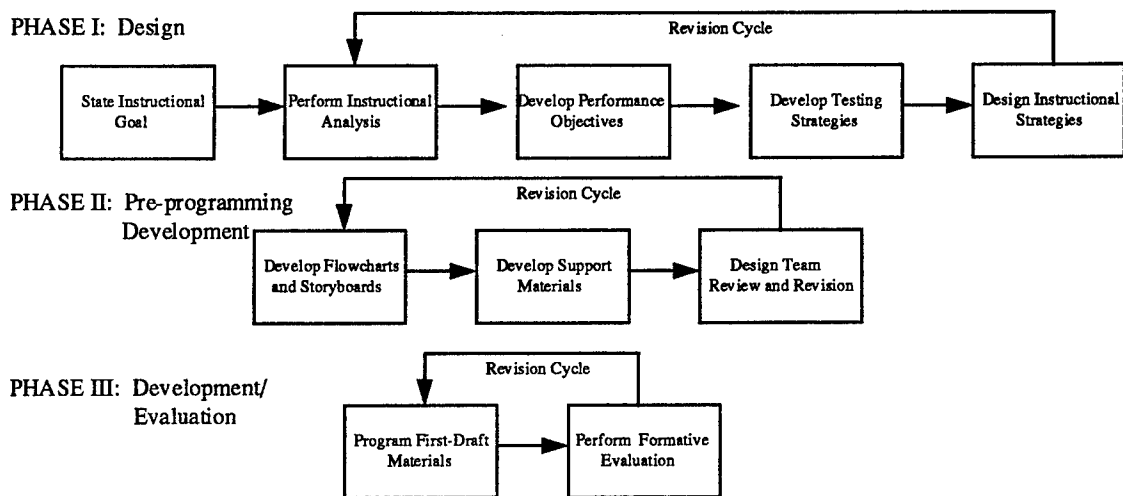 PHASE I: Design
Revision Cycle
State Instructional
Goal
Perform Instructional
Analysis
Develop Performance
Objectives
Develop Testing
Strategies
Design Instructional
Strategies
PHASE II: Pre-programming
Development
Revision Cycle
Develop Flowcharts
and Storyboards
Develop Support
Materials
Design Team
Review and Revision
PHASE III: Development/
Evaluation
Revision Cycle
Program First-Draft
Materials
Perform Formative
Evaluation